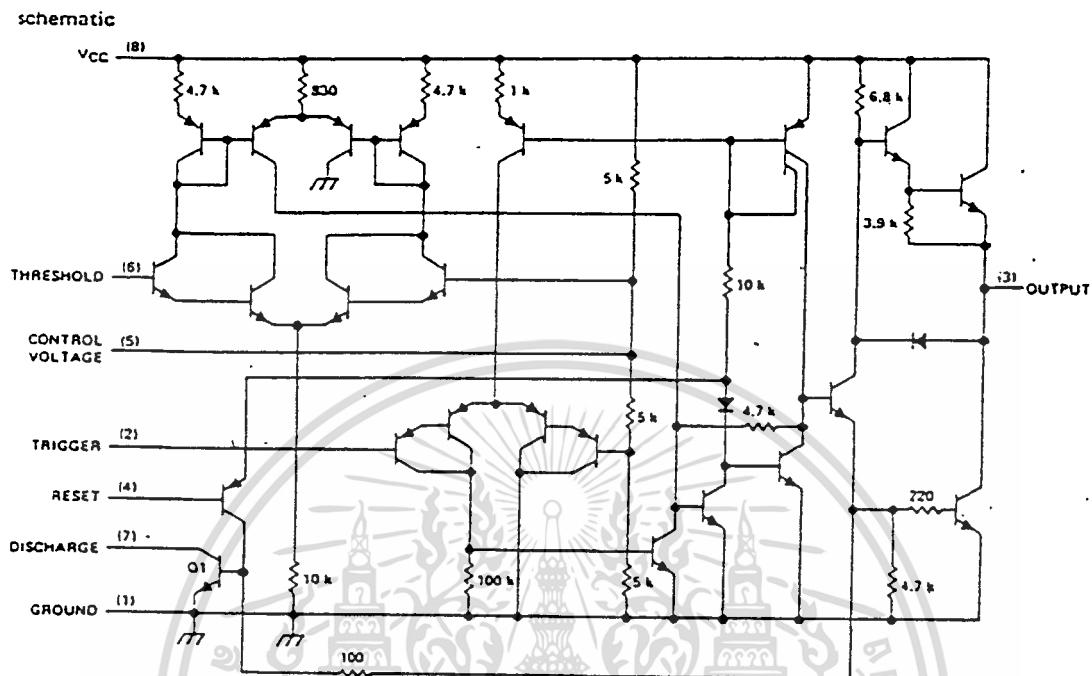 schematic
VCC (8)
4.7 k
830
4.7 k
1 k
6.8 k
5 k
3.9 k
THRESHOLD (6)
10 k
(3) OUTPUT
CONTROL
VOLTAGE (5)
5 k
4.7 k
TRIGGER (2)
RESET (4)
220
DISCHARGE (7)
Q1
10 k
100 k
5 k
4.7 k
GROUND (1)
100